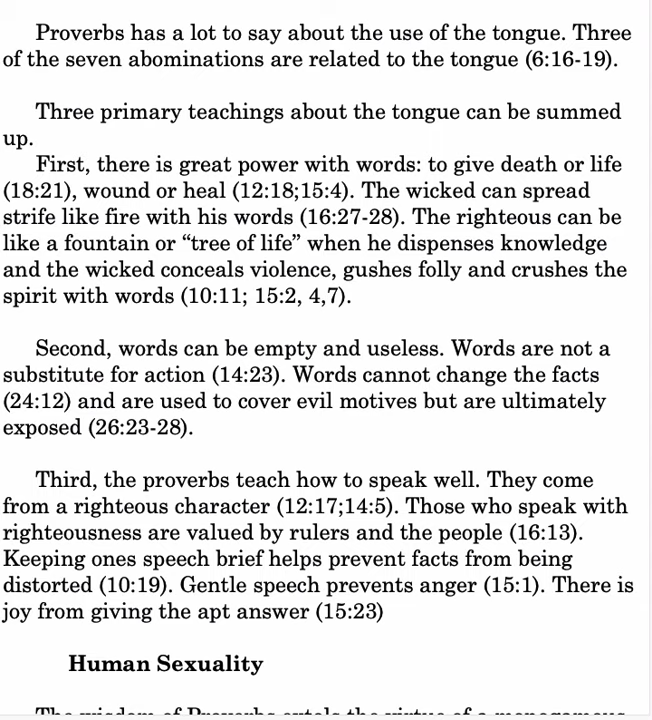 Proverbs has a lot to say about the use of the tongue. Three
of the seven abominations are related to the tongue (6:16-19).
Three primary teachings about the tongue can be summed
up.
First, there is great power with words: to give death or life
(18:21), wound or heal (12:18;15:4). The wicked can spread
strife like fire with his words (16:27-28). The righteous can be
like a fountain or “tree of life” when he dispenses knowledge
and the wicked conceals violence, gushes folly and crushes the
spirit with words (10:11; 15:2, 4,7).
Second, words can be empty and useless. Words are not a
substitute for action (14:23). Words cannot change the facts
(24:12) and are used to cover evil motives but are ultimately
exposed (26:23-28).
Third, the proverbs teach how to speak well. They come
from a righteous character (12:17;14:5). Those who speak with
righteousness are valued by rulers and the people (16:13).
Keeping ones speech brief helps prevent facts from being
distorted (10:19). Gentle speech prevents anger (15:1). There is
joy from giving the apt answer (15:23)
Human Sexuality
The wisdom of Proverbs extols the virtue of a monogamous